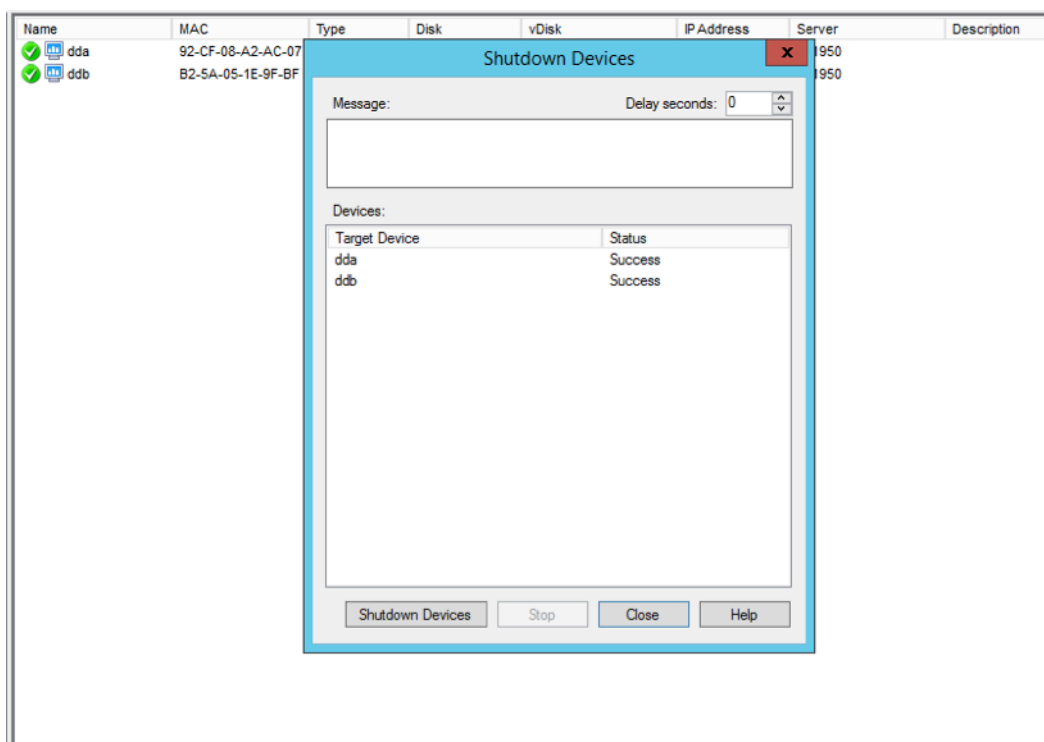 Name MAC Type Disk vDisk IP Address Server Description
dda 92-CF-08-A2-AC-07 1950
ddb B2-5A-05-1E-9F-BF 1950
Shutdown Devices
x
Message: Delay seconds: 0
Devices:
Target Device Status
dda Success
ddb Success
Shutdown Devices Stop Close Help